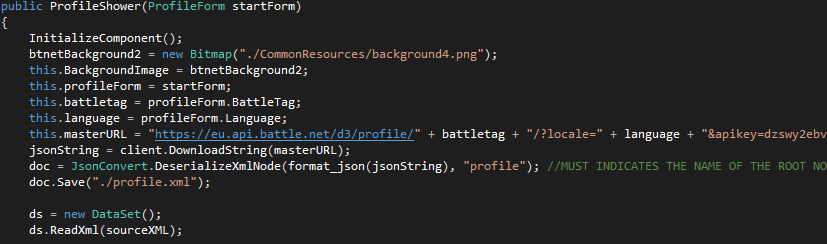 public ProfileShower(ProfileForm startForm)
{
InitializeComponent();
btnetBackground2 = new Bitmap("./CommonResources/background4.png");
this.BackgroundImage = btnetBackground2;
this.profileForm = startForm;
this.battletag = profileForm.BattleTag;
this.language = profileForm.Language;
this.masterURL = "https://eu.api.battle.net/d3/profile/" + battletag + "/?locale=" + language + "&apikey=dzswy2ebv
jsonString = client.DownloadString(masterURL);
doc = JsonConvert.DeserializeXmlNode(format_json(jsonString), "profile"); //MUST INDICATES THE NAME OF THE ROOT NO
doc.Save("./profile.xml");
ds = new DataSet();
ds.ReadXml(sourceXML);